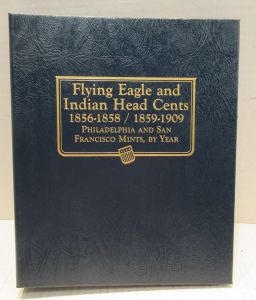 Flying Eagle and
Indian Head Cents
1856-1858 / 1859-1909
Philadelphia and San
Francisco Mints, by Year